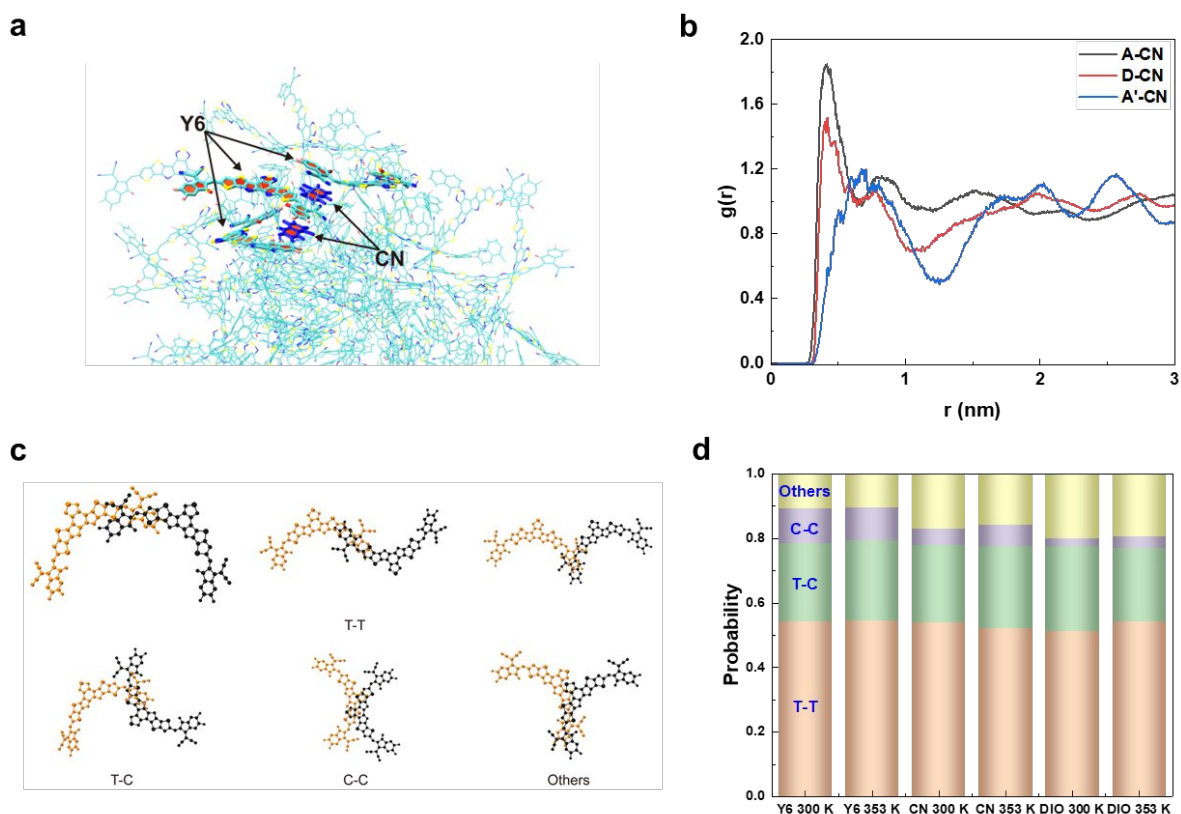 a
Y6
CN
b
2.0
1.6
1.2
0.8
0.4
0.0
g(r)
0 1 2 3
r (nm)
A-CN
D-CN
A'-CN
c
T-T
T-C C-C Others
d
1.0
0.8
0.6
0.4
0.2
0.0
Probability
Others
C-C
T-C
T-T
Y6 300 K Y6 353 K CN 300 K CN 353 K DIO 300 K DIO 353 K